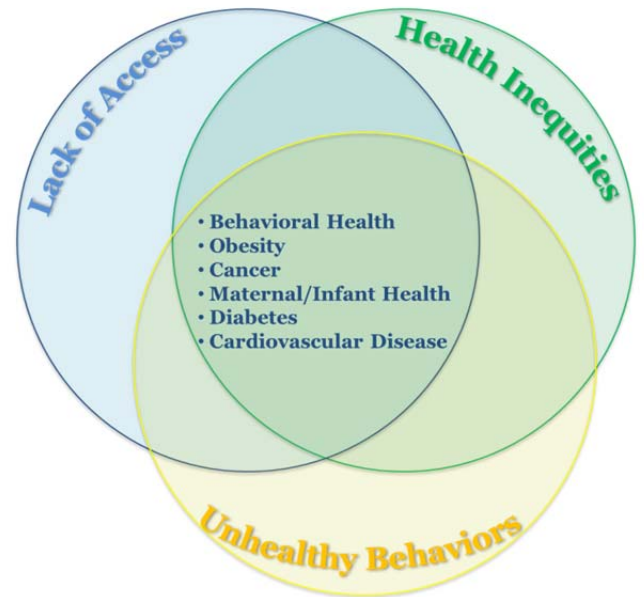 Lack of Access
Health Inequities
• Behavioral Health
• Obesity
• Cancer
• Maternal/Infant Health
• Diabetes
• Cardiovascular Disease
Unhealthy Behaviors